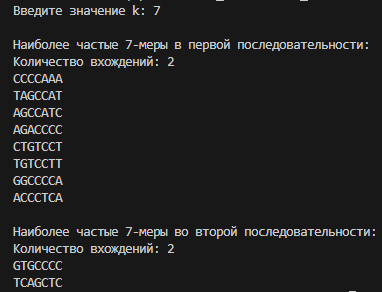 Введите значение k: 7
Наиболее частые 7-меры в первой последовательности:
Количество вхождений: 2
CCCCAAA
TAGCCAT
AGCCATC
AGACCCC
CTGTCCT
TGTCCTT
GGCCCCA
ACCCTCA
Наиболее частые 7-меры во второй последовательности:
Количество вхождений: 2
GTGCCCC
TCAGCTC